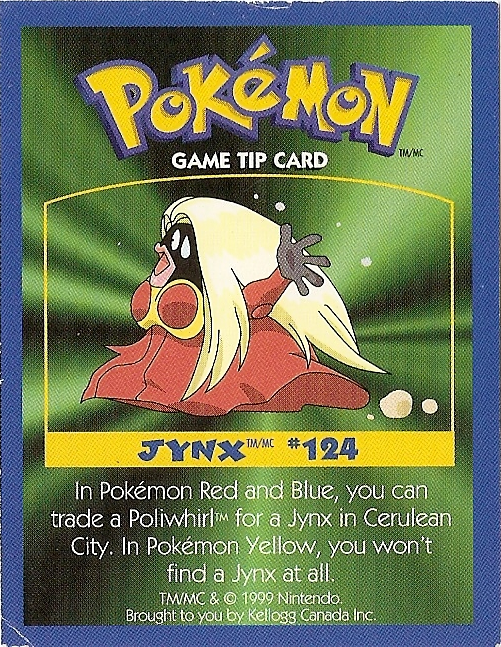 POKéMON
TM/MC
GAME TIP CARD
JYNX TM/MC #124
In Pokémon Red and Blue, you can
trade a Poliwhirl™ for a Jynx in Cerulean
City. In Pokémon Yellow, you won't
find a Jynx at all.
TM/MC & © 1999 Nintendo.
Brought to you by Kellogg Canada Inc.